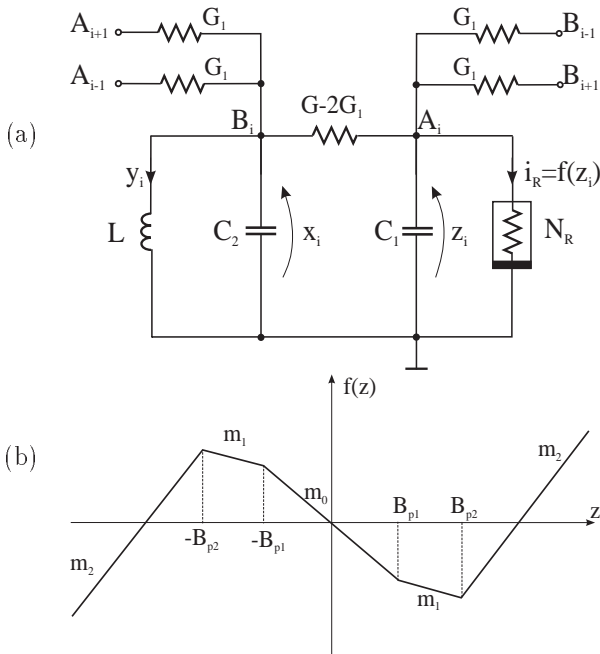 A_{i+1} G_1 G_1 B_{i-1}
A_{i-1} G_1 G_1 B_{i+1}
(a) B_i G-2G_1 A_i
y_i i_R=f(z_i)
L C_2 x_i C_1 z_i N_R
f(z)
(b) m_1 m_2
m_0 B_{p1} B_{p2} z
-B_{p2} -B_{p1}
m_2 m_1